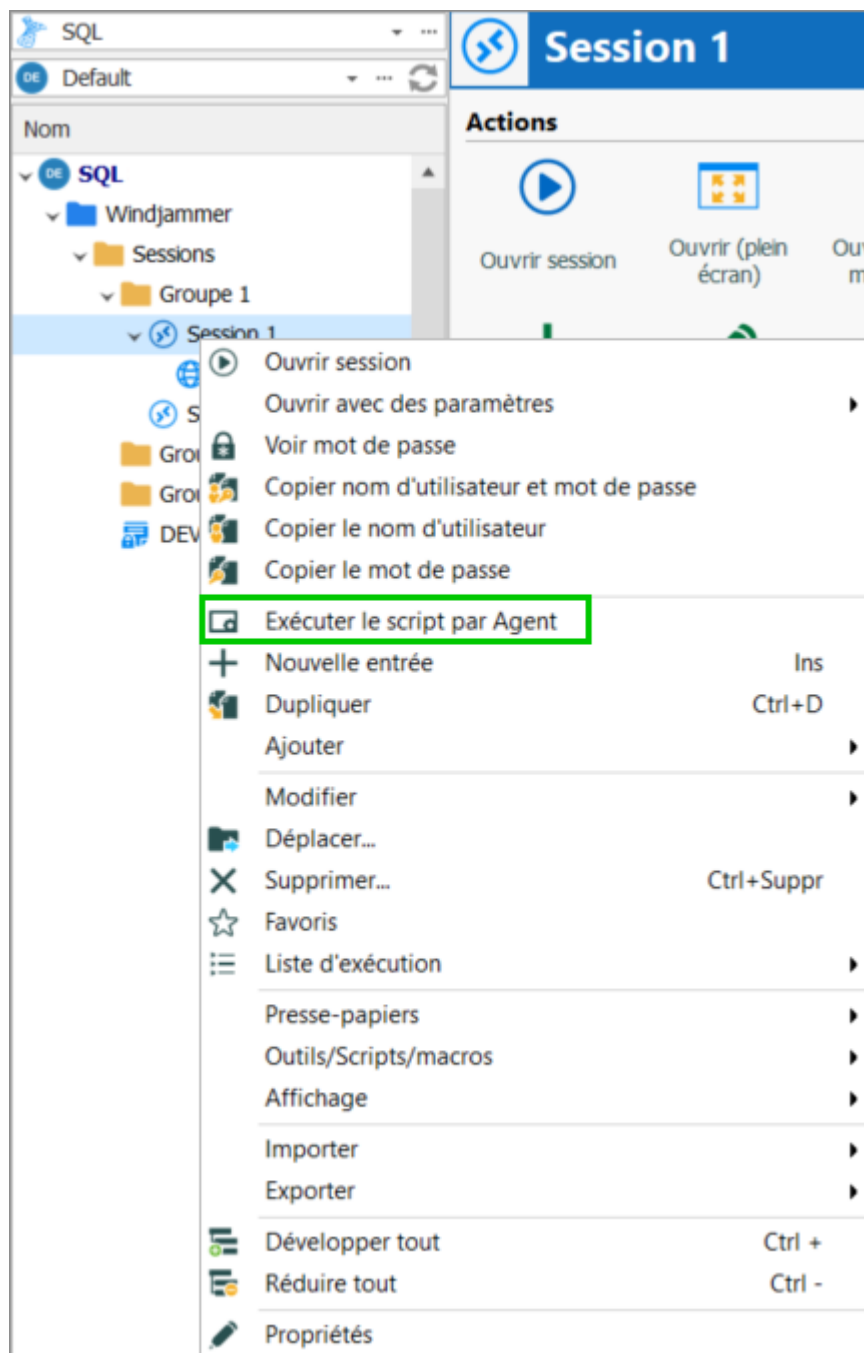 SQL
Default
Nom
SQL
Windjammer
Sessions
Groupe 1
Session 1
Session 1
Actions
Ouvrir session
Ouvrir (plein
écran)
Ouvrir session
Ouvrir avec des paramètres
Voir mot de passe
Copier nom d'utilisateur et mot de passe
Copier le nom d'utilisateur
Copier le mot de passe
Exécuter le script par Agent
Nouvelle entrée Ins
Dupliquer Ctrl+D
Ajouter
Modifier
Déplacer...
Supprimer... Ctrl+Suppr
Favoris
Liste d'exécution
Presse-papiers
Outils/Scripts/macros
Affichage
Importer
Exporter
Développer tout Ctrl +
Réduire tout Ctrl -
Propriétés